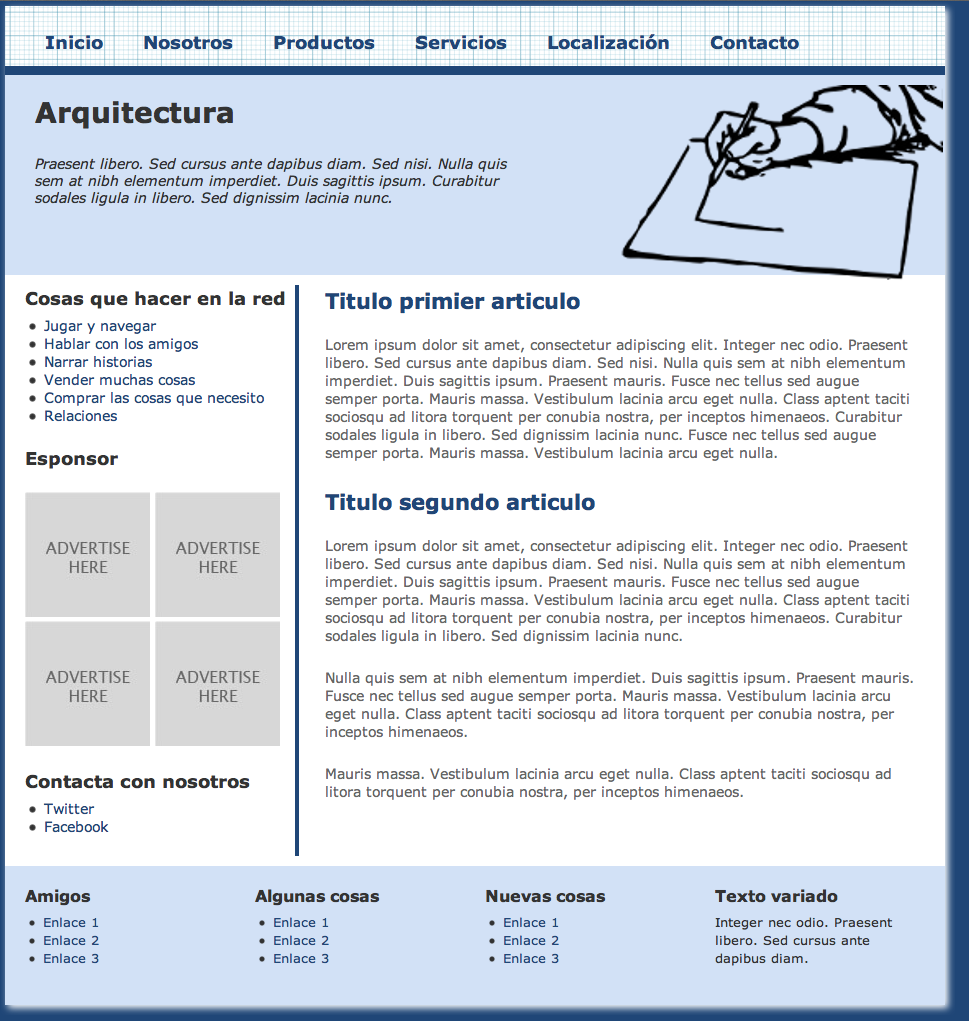 Inicio Nosotros Productos Servicios Localización Contacto
Arquitectura
Praesent libero. Sed cursus ante dapibus diam. Sed nisi. Nulla quis
sem at nibh elementum imperdiet. Duis sagittis ipsum. Curabitur
sodales ligula in libero. Sed dignissim lacinia nunc.
Cosas que hacer en la red
Jugar y navegar
Hablar con los amigos
Narrar historias
Vender muchas cosas
Comprar las cosas que necesito
Relaciones
Esponsor
ADVERTISE
HERE
ADVERTISE
HERE
ADVERTISE
HERE
ADVERTISE
HERE
Contacta con nosotros
Twitter
Facebook
Titulo primier articulo
Lorem ipsum dolor sit amet, consectetur adipiscing elit. Integer nec odio. Praesent
libero. Sed cursus ante dapibus diam. Sed nisi. Nulla quis sem at nibh elementum
imperdiet. Duis sagittis ipsum. Praesent mauris. Fusce nec tellus sed augue
semper porta. Mauris massa. Vestibulum lacinia arcu eget nulla. Class aptent taciti
sociosqu ad litora torquent per conubia nostra, per inceptos himenaeos. Curabitur
sodales ligula in libero. Sed dignissim lacinia nunc. Fusce nec tellus sed augue
semper porta. Mauris massa. Vestibulum lacinia arcu eget nulla.
Titulo segundo articulo
Lorem ipsum dolor sit amet, consectetur adipiscing elit. Integer nec odio. Praesent
libero. Sed cursus ante dapibus diam. Sed nisi. Nulla quis sem at nibh elementum
imperdiet. Duis sagittis ipsum. Praesent mauris. Fusce nec tellus sed augue
semper porta. Mauris massa. Vestibulum lacinia arcu eget nulla. Class aptent taciti
sociosqu ad litora torquent per conubia nostra, per inceptos himenaeos. Curabitur
sodales ligula in libero. Sed dignissim lacinia nunc.
Nulla quis sem at nibh elementum imperdiet. Duis sagittis ipsum. Praesent mauris.
Fusce nec tellus sed augue semper porta. Mauris massa. Vestibulum lacinia arcu
eget nulla. Class aptent taciti sociosqu ad litora torquent per conubia nostra, per
inceptos himenaeos.
Mauris massa. Vestibulum lacinia arcu eget nulla. Class aptent taciti sociosqu ad
litora torquent per conubia nostra, per inceptos himenaeos.
Amigos
Enlace 1
Enlace 2
Enlace 3
Algunas cosas
Enlace 1
Enlace 2
Enlace 3
Nuevas cosas
Enlace 1
Enlace 2
Enlace 3
Texto variado
Integer nec odio. Praesent
libero. Sed cursus ante
dapibus diam.